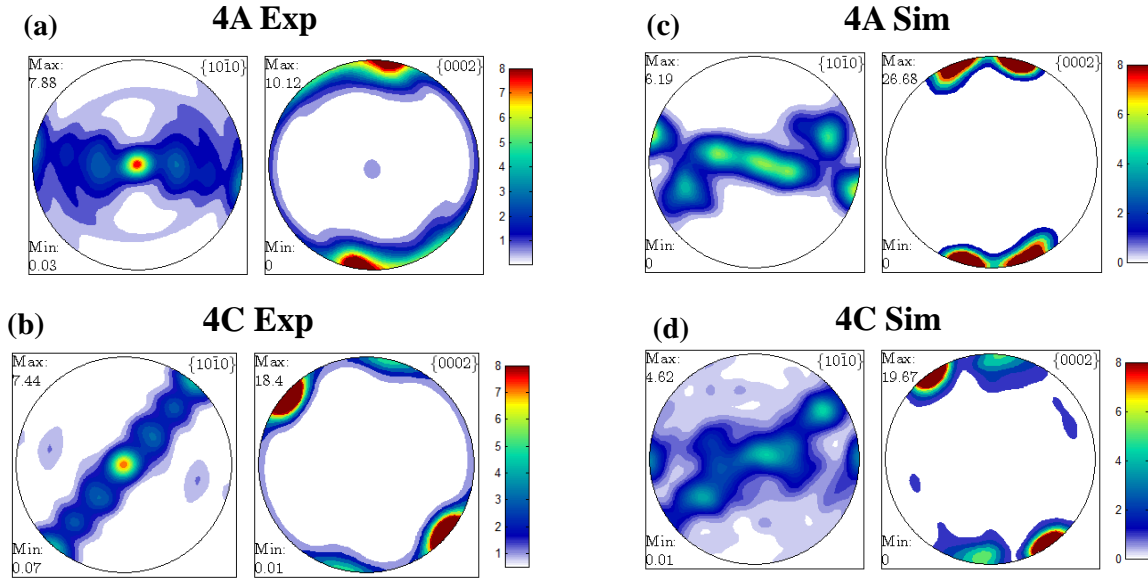 (a) 4A Exp
Max:
7.88
{101̄0}
Min:
0.03
Max:
10.12
{0002}
Min:
0
8
7
6
5
4
3
2
1
(c) 4A Sim
Max:
6.19
{101̄0}
Min:
0
Max:
26.68
{0002}
Min:
0
8
6
4
2
0
(b) 4C Exp
Max:
7.44
{101̄0}
Min:
0.07
Max:
18.4
{0002}
Min:
0
8
7
6
5
4
3
2
1
(d) 4C Sim
Max:
4.62
{101̄0}
Min:
0.01
Max:
19.67
{0002}
Min:
0
8
6
4
2
0